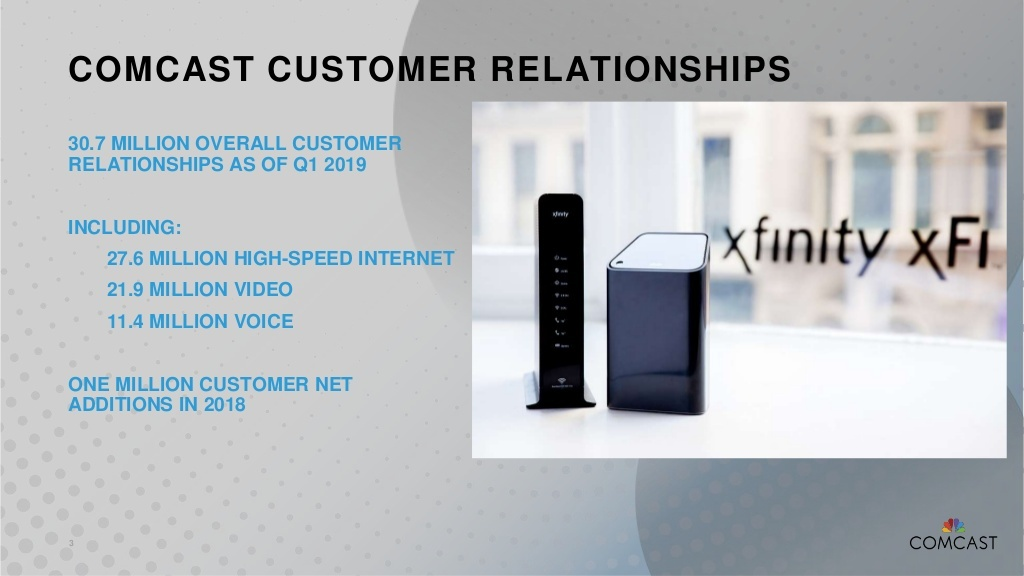 COMCAST CUSTOMER RELATIONSHIPS
30.7 MILLION OVERALL CUSTOMER
RELATIONSHIPS AS OF Q1 2019
INCLUDING:
27.6 MILLION HIGH-SPEED INTERNET
21.9 MILLION VIDEO
11.4 MILLION VOICE
ONE MILLION CUSTOMER NET
ADDITIONS IN 2018
xfinity
xfinity xFi
3
COMCAST